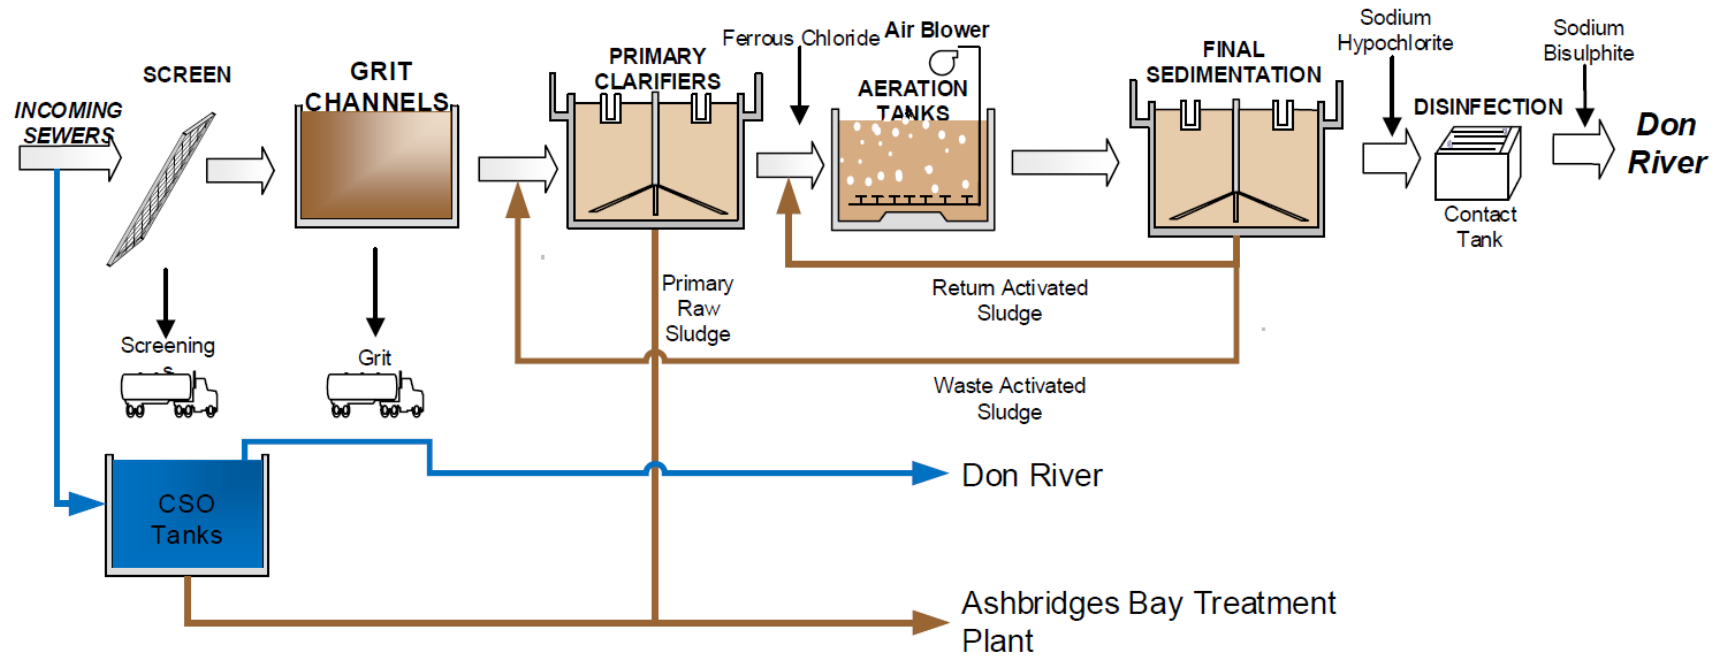 INCOMING
SEWERS
SCREEN
GRIT
CHANNELS
PRIMARY
CLARIFIERS
Ferrous Chloride
Air Blower
AERATION
TANKS
FINAL
SEDIMENTATION
Sodium
Hypochlorite
DISINFECTION
Contact
Tank
Sodium
Bisulphite
Don
River
Screening
Grit
Primary
Raw
Sludge
Return Activated
Sludge
Waste Activated
Sludge
CSO
Tanks
Don River
Ashbridges Bay Treatment
Plant